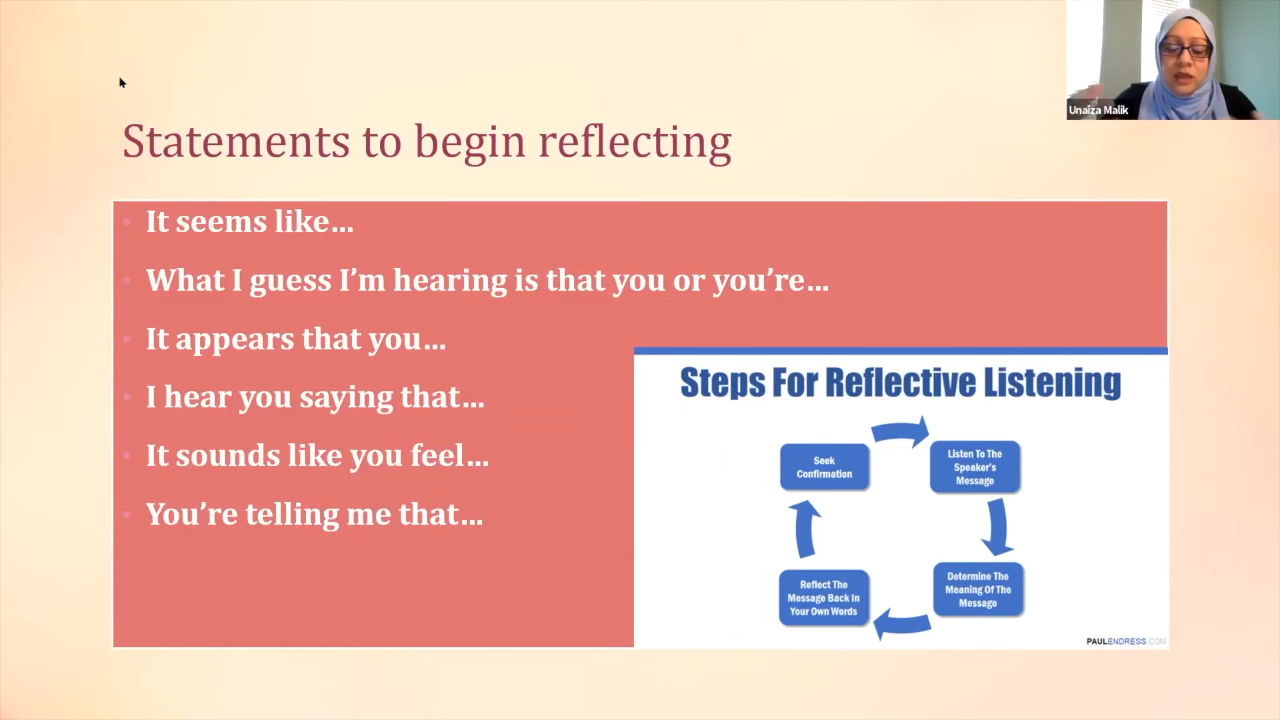 Unaiza Malik
Statements to begin reflecting
• It seems like…
• What I guess I’m hearing is that you or you’re…
• It appears that you…
• I hear you saying that…
• It sounds like you feel…
• You’re telling me that…
Steps For Reflective Listening
Seek
Confirmation
Listen To The
Speaker's
Message
Determine The
Meaning Of The
Message
Reflect The
Message Back In
Your Own Words
PAULENDRESS.COM